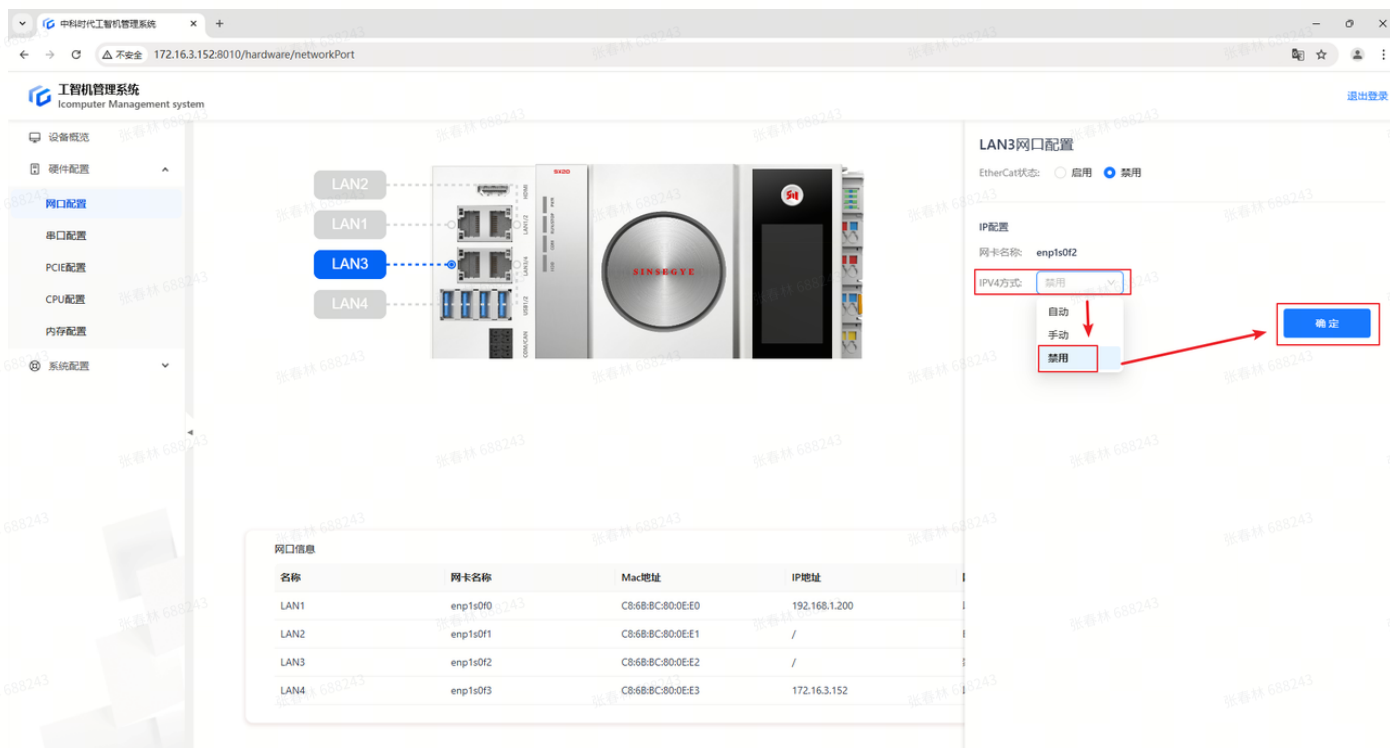 中科时代工智机管理系统
不安全 172.16.3.152:8010/hardware/networkPort
工智机管理系统
Icomputer Management system
退出登录
设备概览
硬件配置
网口配置
串口配置
PCIE配置
CPU配置
内存配置
系统配置
LAN2
LAN1
LAN3
LAN4
HDMI
LAN1/2
LAN3/4
USB1/2
COM/CAN
SINSEGYE
LAN3网口配置
EtherCat状态: 启用 禁用
IP配置
网卡名称: enp1s0f2
IPV4方式: 禁用
自动
手动
禁用
确 定
网口信息
名称 网卡名称 Mac地址 IP地址
LAN1 enp1s0f0 C8:6B:BC:80:0E:E0 192.168.1.200
LAN2 enp1s0f1 C8:6B:BC:80:0E:E1 /
LAN3 enp1s0f2 C8:6B:BC:80:0E:E2 /
LAN4 enp1s0f3 C8:6B:BC:80:0E:E3 172.16.3.152
张春林 688243